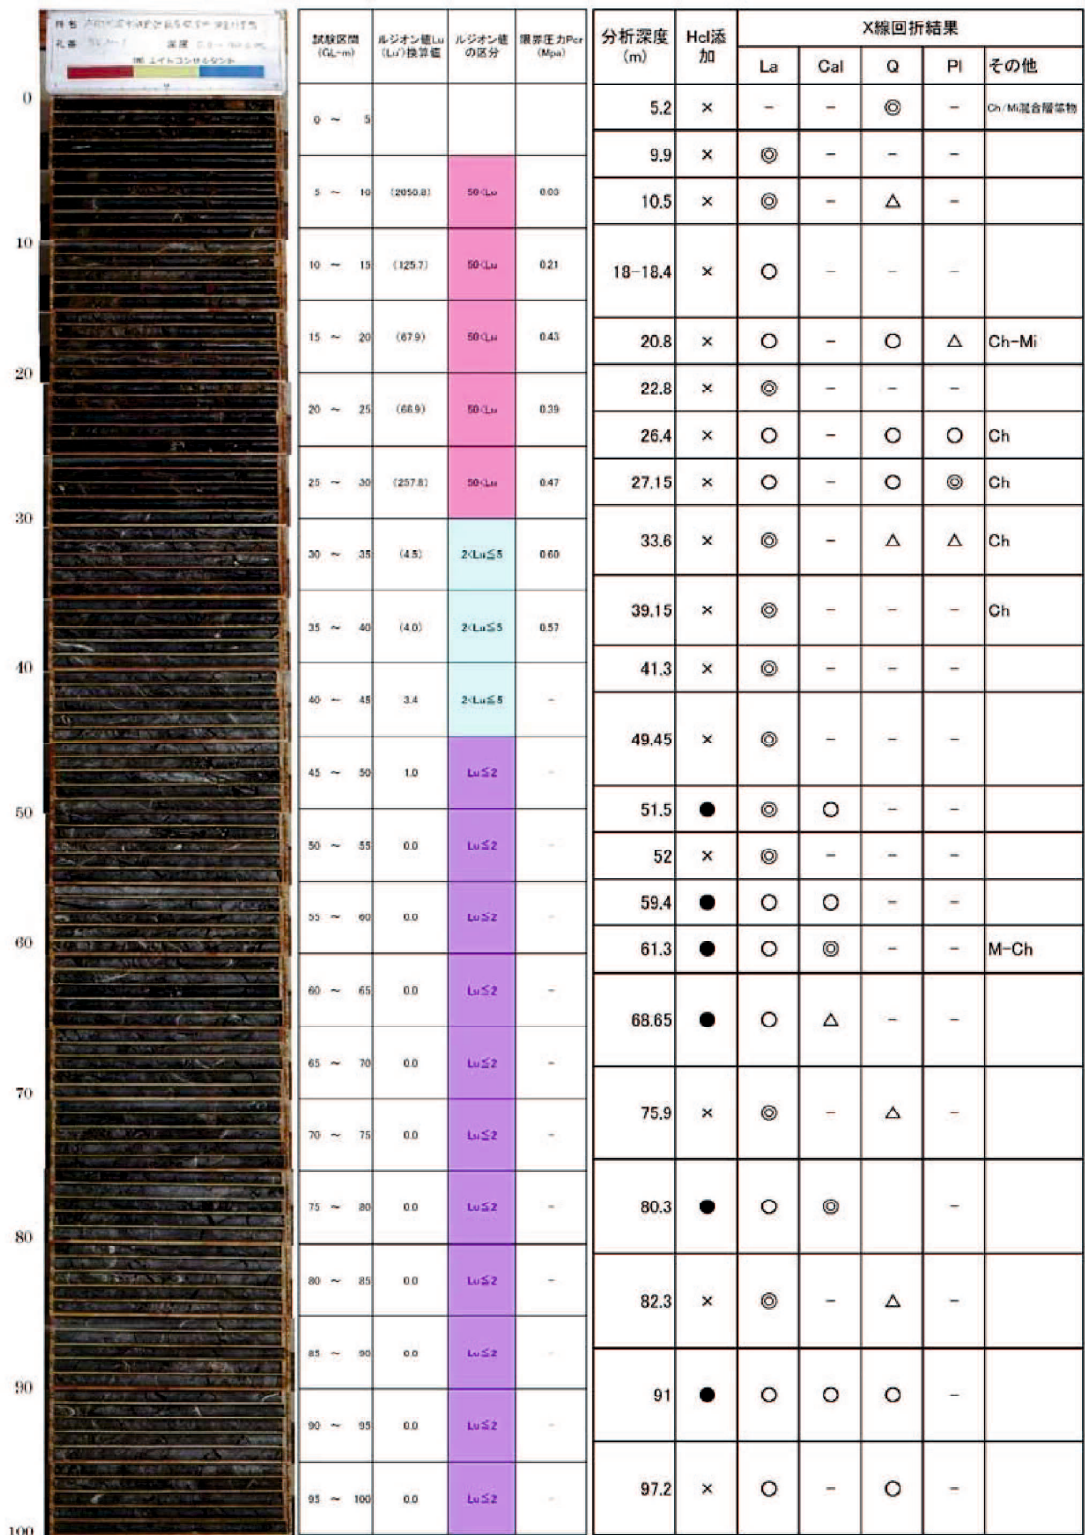 件名
孔番 深度
0
10
20
30
40
50
60
70
80
90
100
試験区間 (GL-m) ルジオン値Lu (Lu')換算値 ルジオン値の区分 限界圧力Pcr (Mpa)
0 ～ 5
5 ～ 10 (2050.8) 50<Lu 0.03
10 ～ 15 (125.7) 50<Lu 0.21
15 ～ 20 (67.9) 50<Lu 0.43
20 ～ 25 (68.9) 50<Lu 0.39
25 ～ 30 (257.8) 50<Lu 0.47
30 ～ 35 (4.5) 2<Lu≦5 0.60
35 ～ 40 (4.0) 2<Lu≦5 0.57
40 ～ 45 3.4 2<Lu≦5 -
45 ～ 50 1.0 Lu≦2 -
50 ～ 55 0.0 Lu≦2 -
55 ～ 60 0.0 Lu≦2 -
60 ～ 65 0.0 Lu≦2 -
65 ～ 70 0.0 Lu≦2 -
70 ～ 75 0.0 Lu≦2 -
75 ～ 80 0.0 Lu≦2 -
80 ～ 85 0.0 Lu≦2 -
85 ～ 90 0.0 Lu≦2 -
90 ～ 95 0.0 Lu≦2 -
95 ～ 100 0.0 Lu≦2 -
分析深度 (m) Hcl添加 X線回折結果
La Cal Q Pl その他
5.2 × - - ◎ - Ch/Mi混合層鉱物
9.9 × ◎ - - -
10.5 × ◎ - △ -
18-18.4 × ○ - - -
20.8 × ○ - ○ △ Ch-Mi
22.8 × ◎ - - -
26.4 × ○ - ○ ○ Ch
27.15 × ○ - ○ ◎ Ch
33.6 × ◎ - △ △ Ch
39.15 × ◎ - - - Ch
41.3 × ◎ - - -
49.45 × ◎ - - -
51.5 ● ◎ ○ - -
52 × ◎ - - -
59.4 ● ○ ○ - -
61.3 ● ○ ◎ - - M-Ch
68.65 ● ○ △ - -
75.9 × ◎ - △ -
80.3 ● ○ ◎ -
82.3 × ◎ - △ -
91 ● ○ ○ ○ -
97.2 × ○ - ○ -